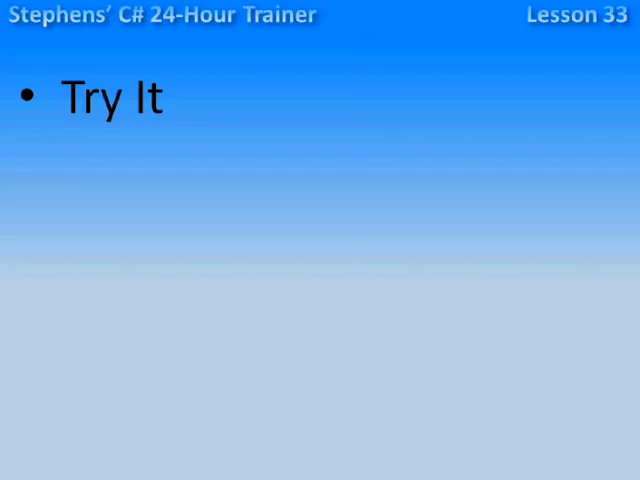 Stephens’ C# 24-Hour Trainer
Lesson 33
• Try It